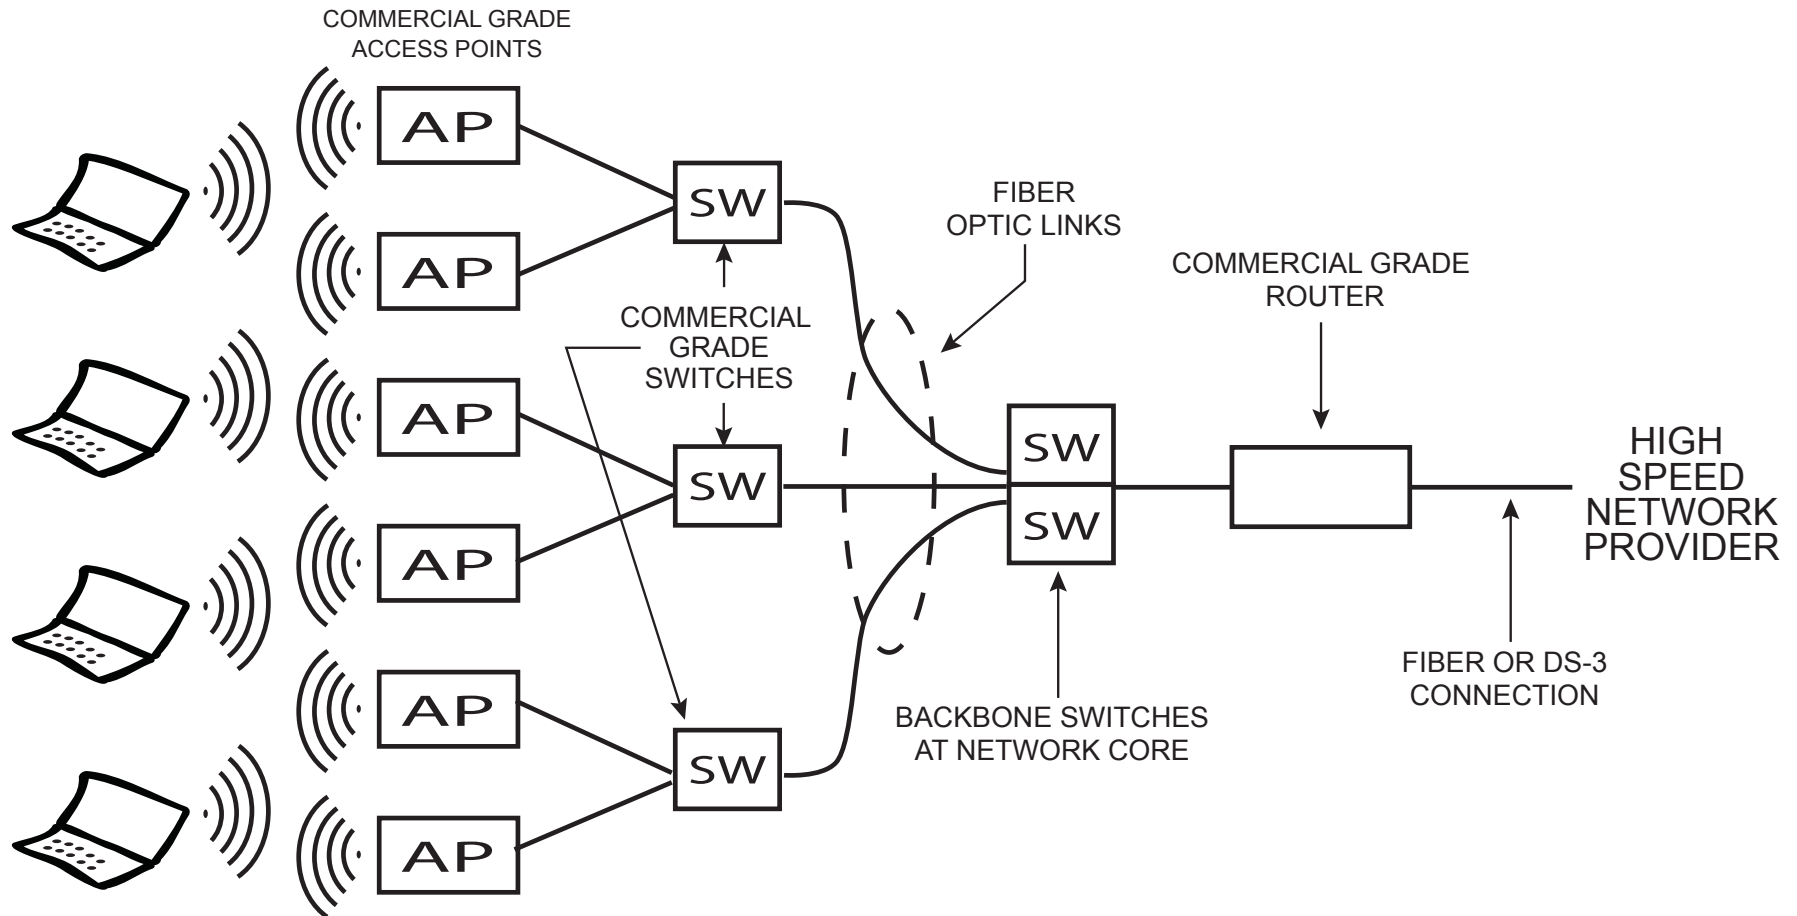 COMMERCIAL GRADE
ACCESS POINTS
AP
AP
AP
AP
AP
AP
SW
SW
SW
COMMERCIAL
GRADE
SWITCHES
FIBER
OPTIC LINKS
SW
SW
BACKBONE SWITCHES
AT NETWORK CORE
COMMERCIAL GRADE
ROUTER
FIBER OR DS-3
CONNECTION
HIGH
SPEED
NETWORK
PROVIDER